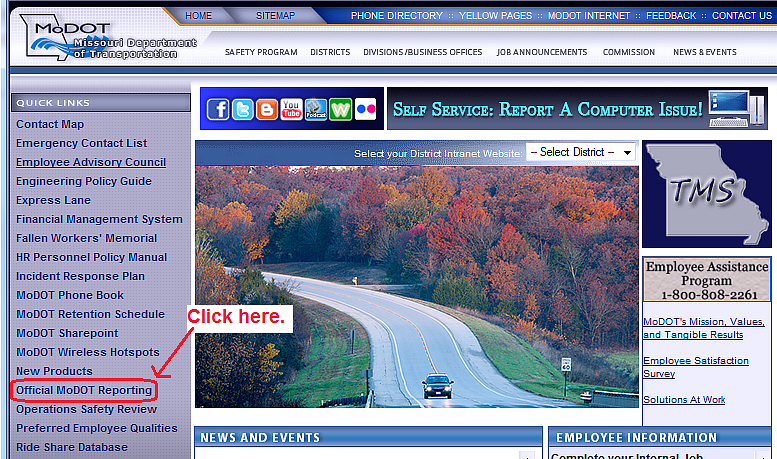 HOME
SITEMAP
PHONE DIRECTORY :: YELLOW PAGES :: MODOT INTERNET :: FEEDBACK :: CONTACT US
MoDOT
Missouri Department
of Transportation
SAFETY PROGRAM DISTRICTS DIVISIONS/BUSINESS OFFICES JOB ANNOUNCEMENTS COMMISSION NEWS & EVENTS
QUICK LINKS
Contact Map
Emergency Contact List
Employee Advisory Council
Engineering Policy Guide
Express Lane
Financial Management System
Fallen Workers' Memorial
HR Personnel Policy Manual
Incident Response Plan
MoDOT Phone Book
MoDOT Retention Schedule
MoDOT Sharepoint
MoDOT Wireless Hotspots
New Products
Official MoDOT Reporting
Operations Safety Review
Preferred Employee Qualities
Ride Share Database
Click here.
f
You
Tube
Podcast
W
SELF SERVICE: REPORT A COMPUTER ISSUE!
Select your District Intranet Website: -- Select District --
60
TMS
Employee Assistance
Program
1-800-808-2261
MoDOT's Mission, Values,
and Tangible Results
Employee Satisfaction
Survey
Solutions At Work
NEWS AND EVENTS
EMPLOYEE INFORMATION
Complete your Internal Job